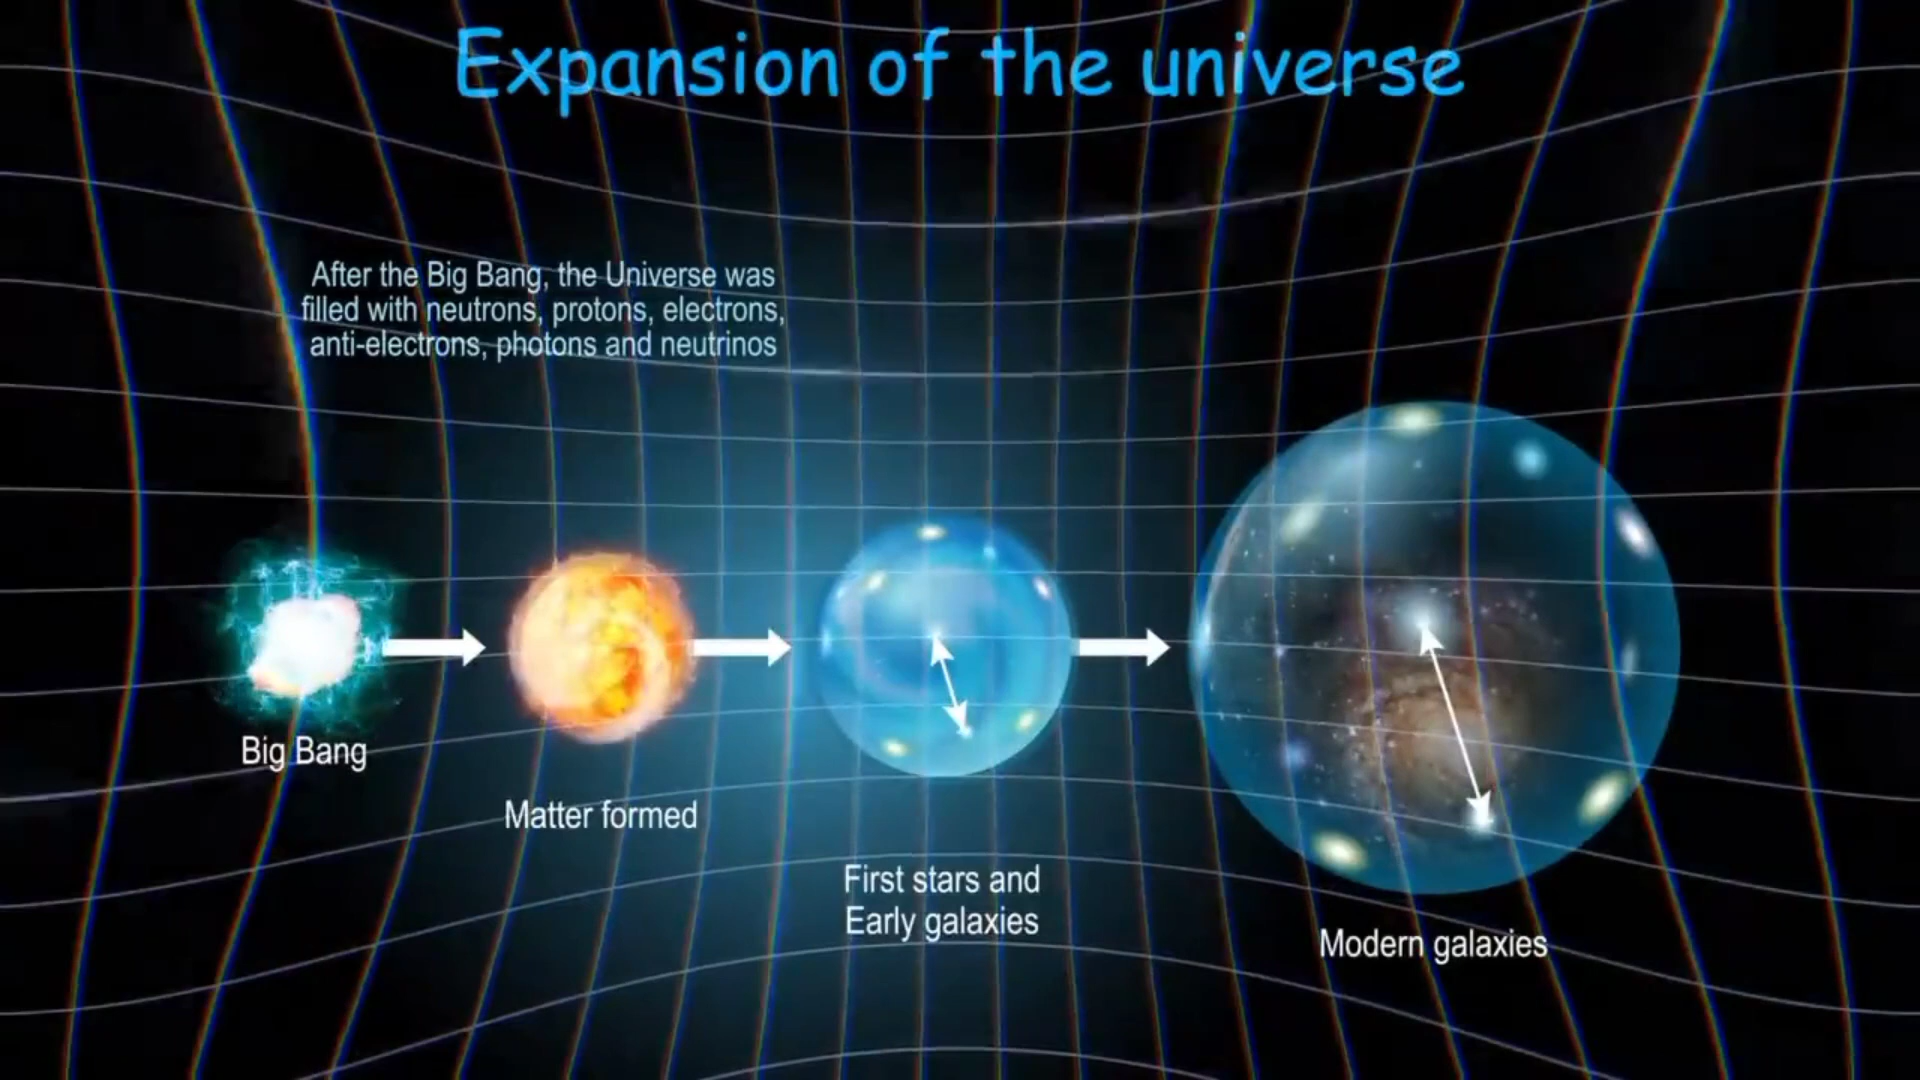 Expansion of the universe
After the Big Bang, the Universe was
filled with neutrons, protons, electrons,
anti-electrons, photons and neutrinos
Big Bang
Matter formed
First stars and
Early galaxies
Modern galaxies